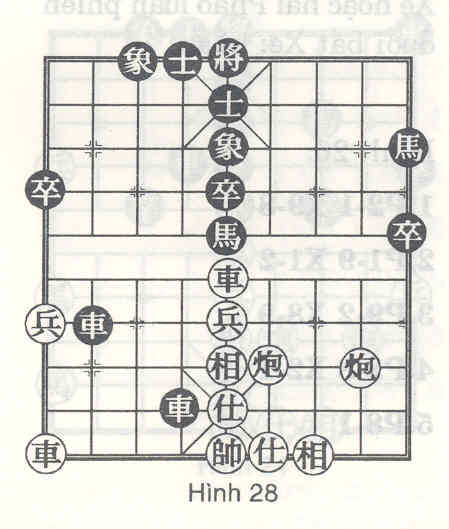 象 士 將
士
象 馬
卒 卒
馬 卒
車
兵 車 兵
相 炮 炮
車 仕
車 帥 仕 相
Hình 28